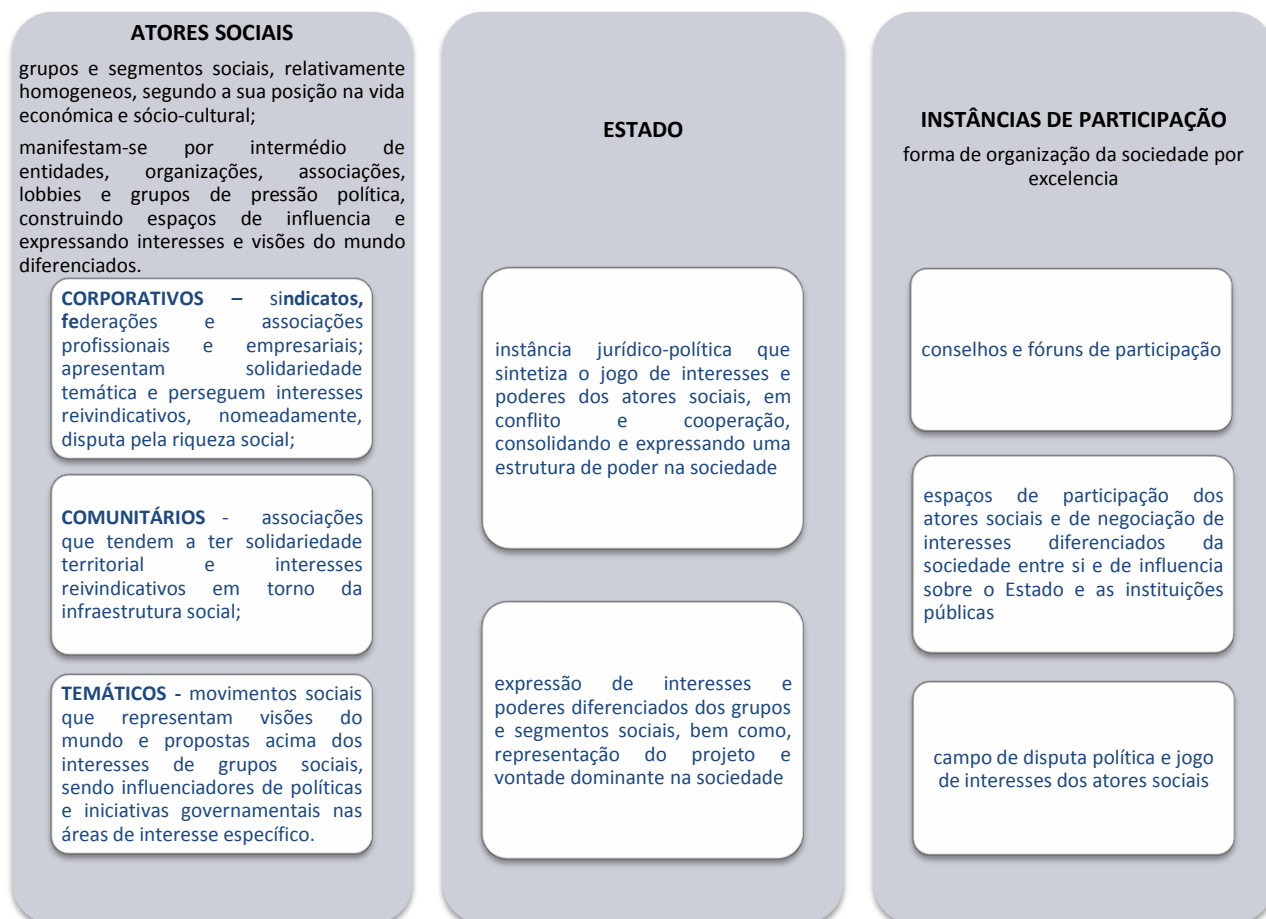 ATORES SOCIAIS
grupos e segmentos sociais, relativamente
homogeneos, segundo a sua posição na vida
económica e sócio-cultural;
manifestam-se por intermédio de
entidades, organizações, associações,
lobbies e grupos de pressão política,
construindo espaços de influencia e
expressando interesses e visões do mundo
diferenciados.
CORPORATIVOS – sindicatos,
federações e associações
profissionais e empresariais;
apresentam solidariedade
temática e perseguem interesses
reivindicativos, nomeadamente,
disputa pela riqueza social;
COMUNITÁRIOS - associações
que tendem a ter solidariedade
territorial e interesses
reivindicativos em torno da
infraestrutura social;
TEMÁTICOS - movimentos sociais
que representam visões do
mundo e propostas acima dos
interesses de grupos sociais,
sendo influenciadores de políticas
e iniciativas governamentais nas
áreas de interesse específico.
ESTADO
instância jurídico-política que
sintetiza o jogo de interesses e
poderes dos atores sociais, em
conflito e cooperação,
consolidando e expressando uma
estrutura de poder na sociedade
expressão de interesses e
poderes diferenciados dos grupos
e segmentos sociais, bem como,
representação do projeto e
vontade dominante na sociedade
INSTÂNCIAS DE PARTICIPAÇÃO
forma de organização da sociedade por
excelencia
conselhos e fóruns de participação
espaços de participação dos
atores sociais e de negociação de
interesses diferenciados da
sociedade entre si e de influencia
sobre o Estado e as instituições
públicas
campo de disputa política e jogo
de interesses dos atores sociais